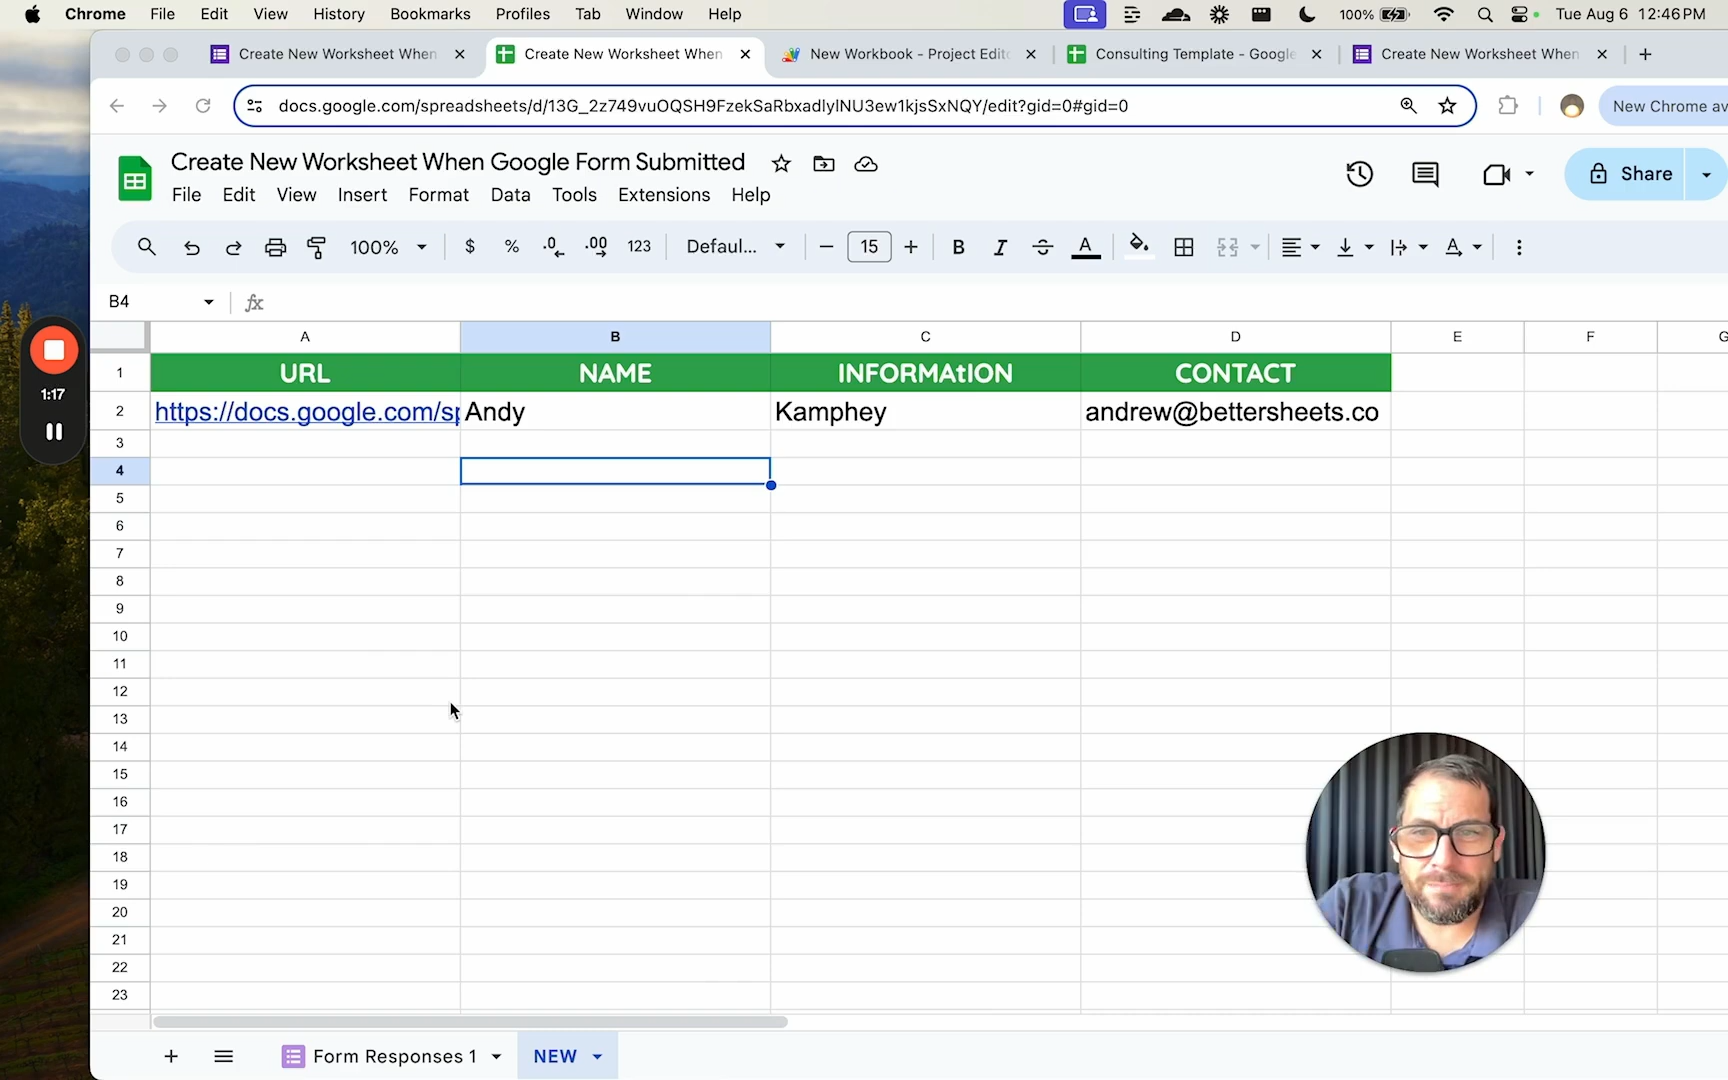 Chrome File Edit View History Bookmarks Profiles Tab Window Help 100% Tue Aug 6 12:46 PM
Create New Worksheet When Create New Worksheet When New Workbook - Project Edit Consulting Template - Google Create New Worksheet When
docs.google.com/spreadsheets/d/13G_2z749vuOQSH9FzekSaRbxadlylNU3ew1kjsSxNQY/edit?gid=0#gid=0 New Chrome av
Create New Worksheet When Google Form Submitted
File Edit View Insert Format Data Tools Extensions Help
Share
100% $ % .0 .00 123 Defaul... 15 B I A
B4 fx
A B C D E F G
1 URL NAME INFORMAtION CONTACT
2 https://docs.google.com/sp Andy Kamphey andrew@bettersheets.co
3
1:17
4
5
6
7
8
9
10
11
12
13
14
15
16
17
18
19
20
21
22
23
Form Responses 1 NEW